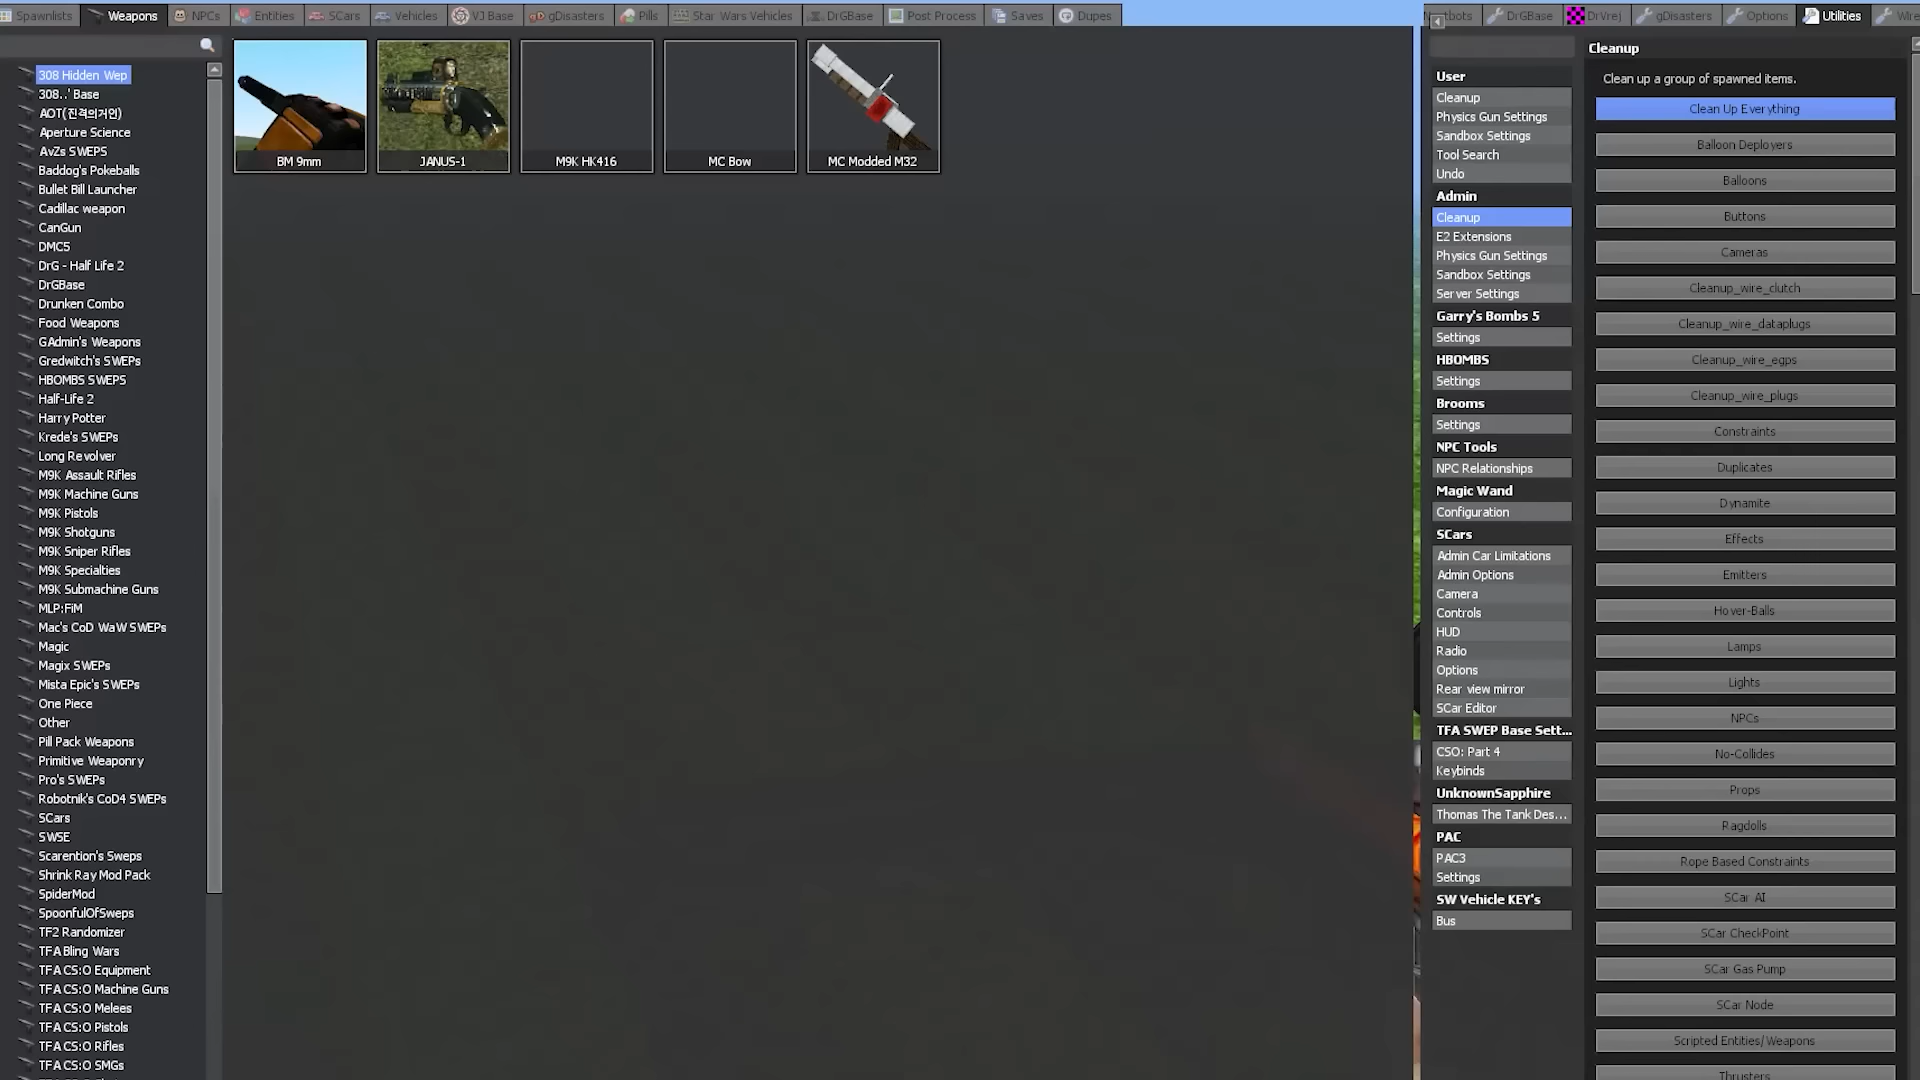 Spawnlists
Weapons
NPCs
Entities
SCars
Vehicles
VJ Base
gDisasters
Pills
Star Wars Vehicles
DrGBase
Post Process
Saves
Dupes
DrGBase
DrVrej
gDisasters
Options
Utilities
Wire
308 Hidden Wep
308..' Base
AOT(진격의거인)
Aperture Science
AvZs SWEPS
Baddog's Pokeballs
Bullet Bill Launcher
Cadillac weapon
CanGun
DMC5
DrG - Half Life 2
DrGBase
Drunken Combo
Food Weapons
GAdmin's Weapons
Gredwitch's SWEPs
HBOMBS SWEPS
Half-Life 2
Harry Potter
Krede's SWEPs
Long Revolver
M9K Assault Rifles
M9K Machine Guns
M9K Pistols
M9K Shotguns
M9K Sniper Rifles
M9K Specialties
M9K Submachine Guns
MLP:FiM
Mac's CoD WaW SWEPs
Magic
Magix SWEPs
Mista Epic's SWEPs
One Piece
Other
Pill Pack Weapons
Primitive Weaponry
Pro's SWEPs
Robotnik's CoD4 SWEPs
SCars
SWSE
Scarention's Sweps
Shrink Ray Mod Pack
SpiderMod
SpoonfulOfSweps
TF2 Randomizer
TFA Bling Wars
TFA CS:O Equipment
TFA CS:O Machine Guns
TFA CS:O Melees
TFA CS:O Pistols
TFA CS:O Rifles
TFA CS:O SMGs
BM 9mm
JANUS-1
M9K HK416
MC Bow
MC Modded M32
User
Cleanup
Physics Gun Settings
Sandbox Settings
Tool Search
Undo
Admin
Cleanup
E2 Extensions
Physics Gun Settings
Sandbox Settings
Server Settings
Garry's Bombs 5
Settings
HBOMBS
Settings
Brooms
Settings
NPC Tools
NPC Relationships
Magic Wand
Configuration
SCars
Admin Car Limitations
Admin Options
Camera
Controls
HUD
Radio
Options
Rear view mirror
SCar Editor
TFA SWEP Base Sett...
CSO: Part 4
Keybinds
UnknownSapphire
Thomas The Tank Des...
PAC
PAC3
Settings
SW Vehicle KEY's
Bus
Cleanup
Clean up a group of spawned items.
Clean Up Everything
Balloon Deployers
Balloons
Buttons
Cameras
Cleanup_wire_clutch
Cleanup_wire_dataplugs
Cleanup_wire_egps
Cleanup_wire_plugs
Constraints
Duplicates
Dynamite
Effects
Emitters
Hover-Balls
Lamps
Lights
NPCs
No-Collides
Props
Ragdolls
Rope Based Constraints
SCar AI
SCar CheckPoint
SCar Gas Pump
SCar Node
Scripted Entities/Weapons
Thrusters